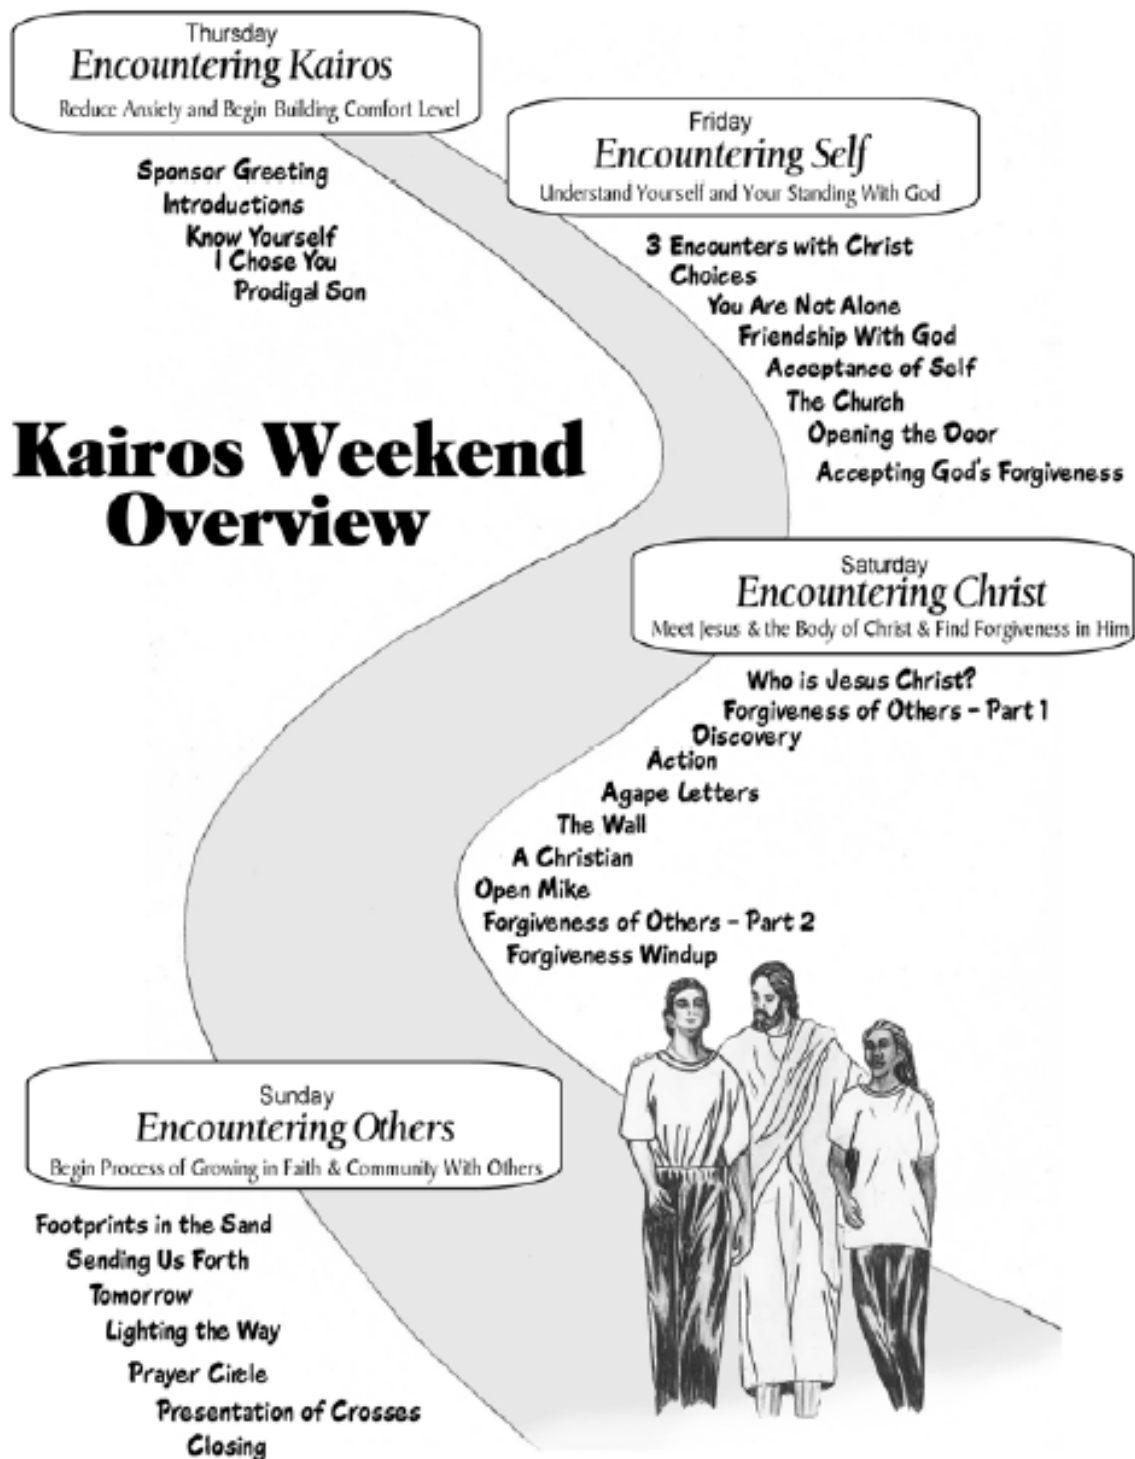 Thursday
Encountering Kairos
Reduce Anxiety and Begin Building Comfort Level
Sponsor Greeting
Introductions
Know Yourself
I Chose You
Prodigal Son
Friday
Encountering Self
Understand Yourself and Your Standing With God
3 Encounters with Christ
Choices
You Are Not Alone
Friendship With God
Acceptance of Self
The Church
Opening the Door
Accepting God's Forgiveness
Kairos Weekend
Overview
Saturday
Encountering Christ
Meet Jesus & the Body of Christ & Find Forgiveness in Him
Who is Jesus Christ?
Forgiveness of Others - Part 1
Discovery
Action
Agape Letters
The Wall
A Christian
Open Mike
Forgiveness of Others - Part 2
Forgiveness Windup
Sunday
Encountering Others
Begin Process of Growing in Faith & Community With Others
Footprints in the Sand
Sending Us Forth
Tomorrow
Lighting the Way
Prayer Circle
Presentation of Crosses
Closing